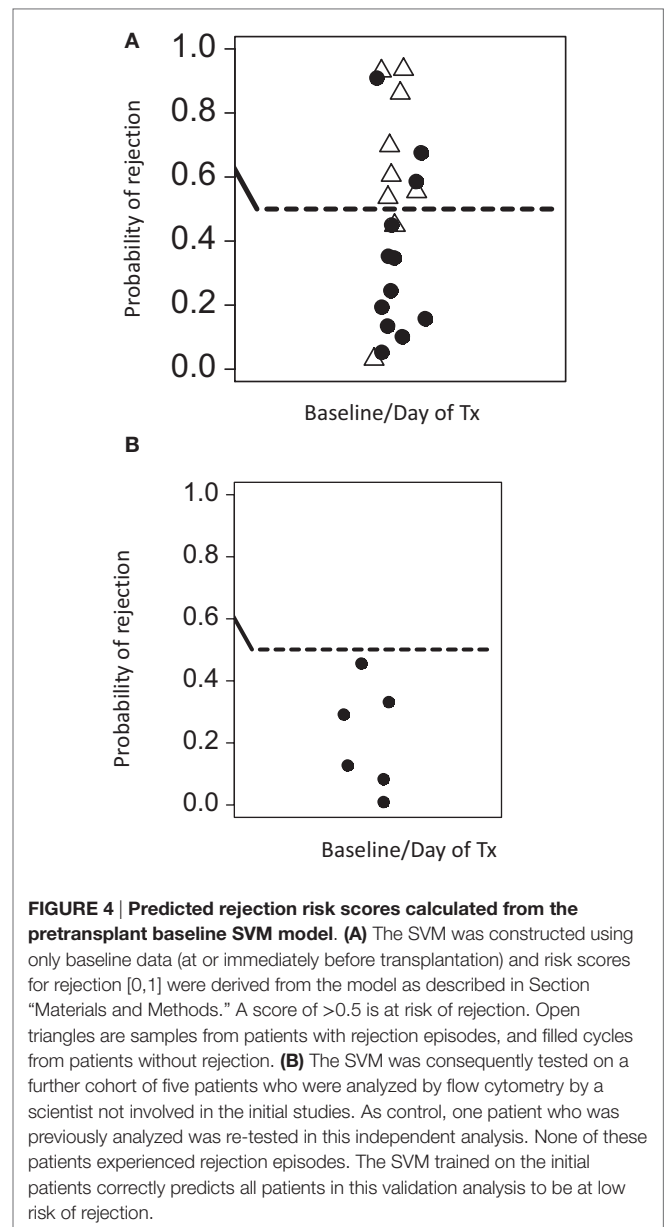 A
1.0
0.8
0.6
0.4
0.2
0.0
Probability of rejection
Baseline/Day of Tx
B
1.0
0.8
0.6
0.4
0.2
0.0
Probability of rejection
Baseline/Day of Tx
FIGURE 4 | Predicted rejection risk scores calculated from the
pretransplant baseline SVM model. (A) The SVM was constructed using
only baseline data (at or immediately before transplantation) and risk scores
for rejection [0,1] were derived from the model as described in Section
“Materials and Methods.” A score of >0.5 is at risk of rejection. Open
triangles are samples from patients with rejection episodes, and filled cycles
from patients without rejection. (B) The SVM was consequently tested on a
further cohort of five patients who were analyzed by flow cytometry by a
scientist not involved in the initial studies. As control, one patient who was
previously analyzed was re-tested in this independent analysis. None of these
patients experienced rejection episodes. The SVM trained on the initial
patients correctly predicts all patients in this validation analysis to be at low
risk of rejection.